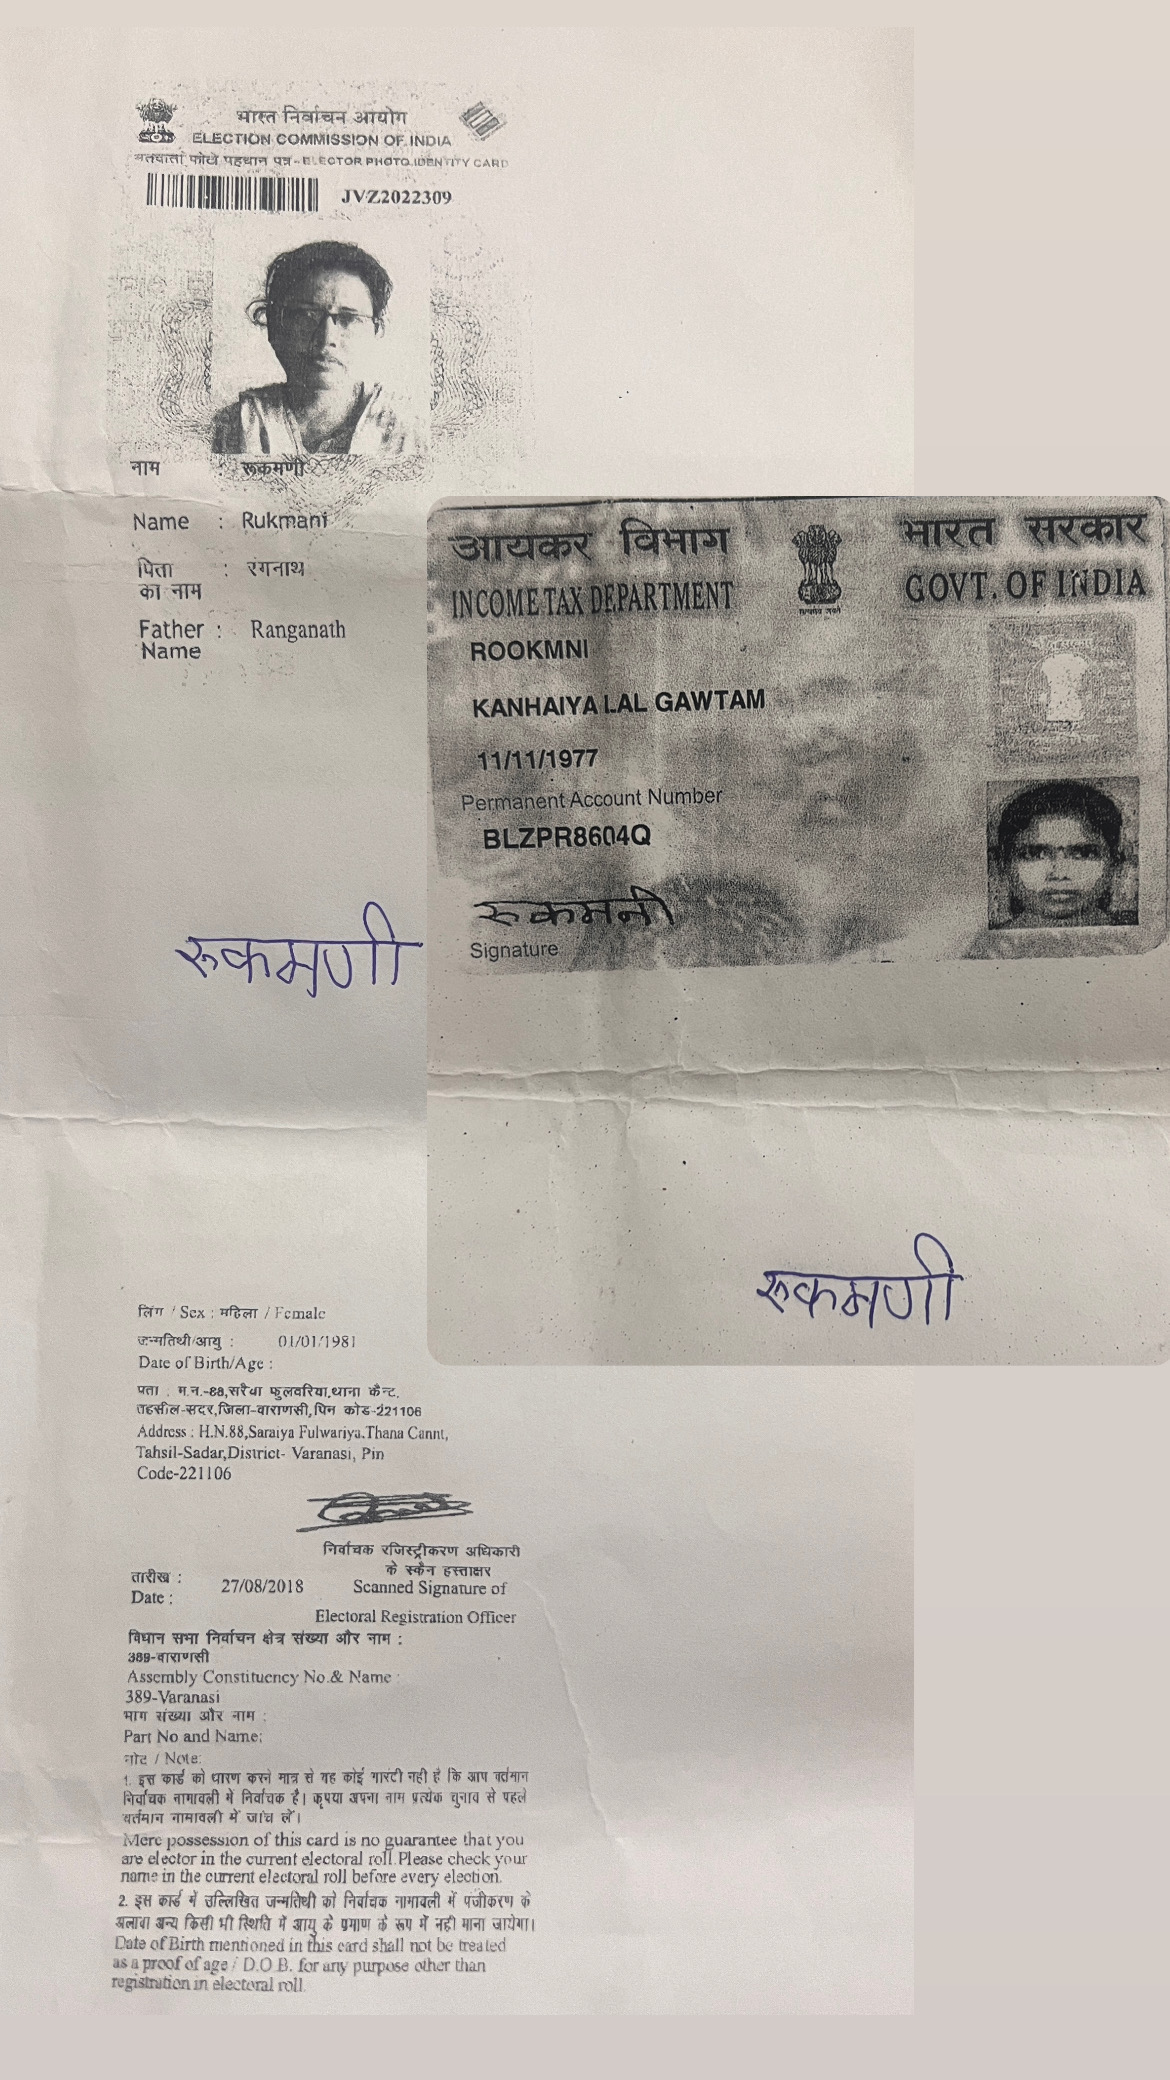 भारत निर्वाचन आयोग
ELECTION COMMISSION OF INDIA
मतदाता फोटो पहचान पत्र - ELECTOR PHOTO IDENTITY CARD
JVZ2022309
नाम : रूकमणी
Name : Rukmani
पिता का नाम : रगनाथ
Father Name : Ranganath
रूकमणी
आयकर विभाग
भारत सरकार
INCOME TAX DEPARTMENT
GOVT. OF INDIA
ROOKMNI
KANHAIYA LAL GAWTAM
11/11/1977
Permanent Account Number
BLZPR8604Q
रूकमनी
Signature
रूकमणी
लिंग / Sex : महिला / Female
जन्मतिथी/आयु : 01/01/1981
Date of Birth/Age :
पता : म.न.-88,सरैया फुलवरिया,थाना कैन्ट,
तहसील-सदर,जिला-वाराणसी,पिन कोड-221106
Address : H.N.88,Saraiya Fulwariya,Thana Cannt,
Tahsil-Sadar,District- Varanasi, Pin
Code-221106
निर्वाचक रजिस्ट्रीकरण अधिकारी
के स्कैन हस्ताक्षर
तारीख :
Date : 27/08/2018
Scanned Signature of
Electoral Registration Officer
विधान सभा निर्वाचन क्षेत्र संख्या और नाम :
389-वाराणसी
Assembly Constituency No.& Name :
389-Varanasi
भाग संख्या और नाम :
Part No and Name:
नोट / Note:
1. इस कार्ड को धारण करने मात्र से यह कोई गारंटी नही है कि आप वर्तमान
निर्वाचक नामावली में निर्वाचक है। कृपया अपना नाम प्रत्येक चुनाव से पहले
वर्तमान नामावली में जांच लें।
Mere possession of this card is no guarantee that you
are elector in the current electoral roll.Please check your
name in the current electoral roll before every election.
2. इस कार्ड में उल्लिखित जन्मतिथी को निर्वाचक नामावली में पंजीकरण के
अलावा अन्य किसी भी स्थिति में आयु के प्रमाण के रूप में नही माना जायेगा।
Date of Birth mentioned in this card shall not be treated
as a proof of age / D.O.B. for any purpose other than
registration in electoral roll.